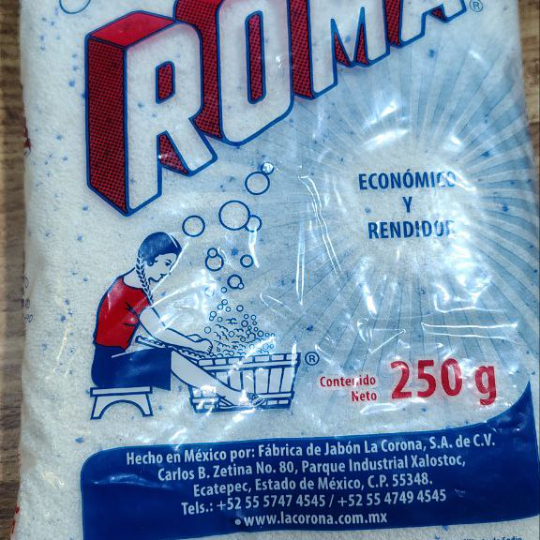 ROMA
®
ECONÓMICO
Y
RENDIDOR
®
Contenido
Neto
250 g
Hecho en México por: Fábrica de Jabón La Corona, S.A. de C.V.
Carlos B. Zetina No. 80, Parque Industrial Xalostoc,
Ecatepec, Estado de México, C.P. 55348.
Tels.: +52 55 5747 4545 / +52 55 4749 4545
• www.lacorona.com.mx